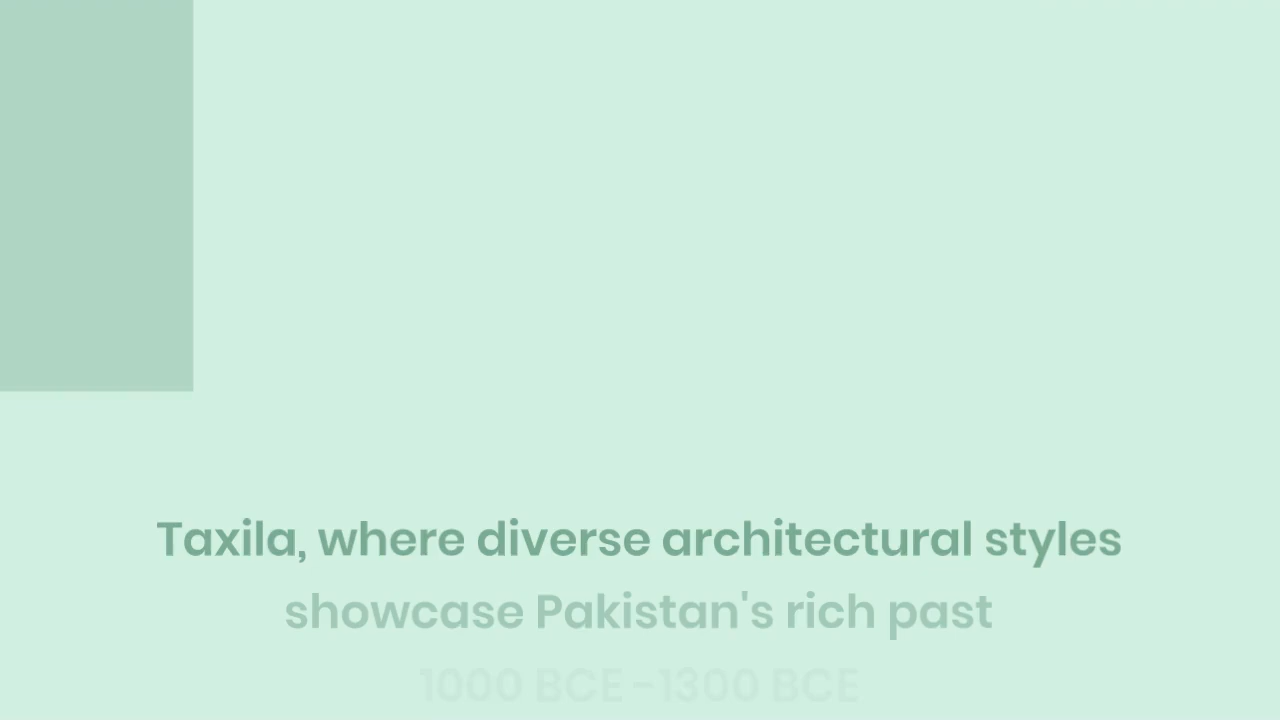 Taxila, where diverse architectural styles
showcase Pakistan's rich past
1000 BCE –1300 BCE